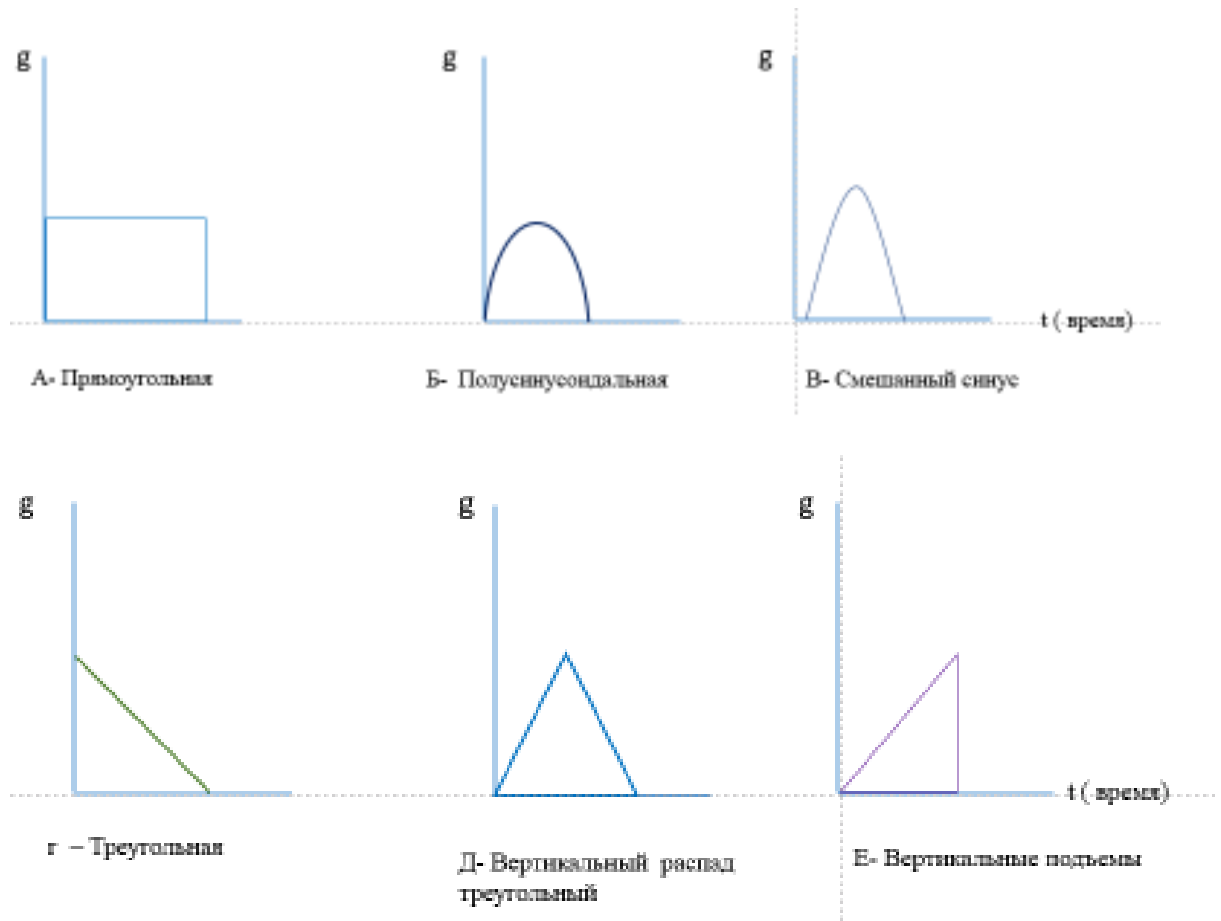 g
g
g
t ( время)
А- Прямоугольная
Б- Полусинусоидальная
В- Смешанный синус
g
g
g
t ( время)
г – Треугольная
Д- Вертикальный распад
треугольный
Е- Вертикальные подъемы